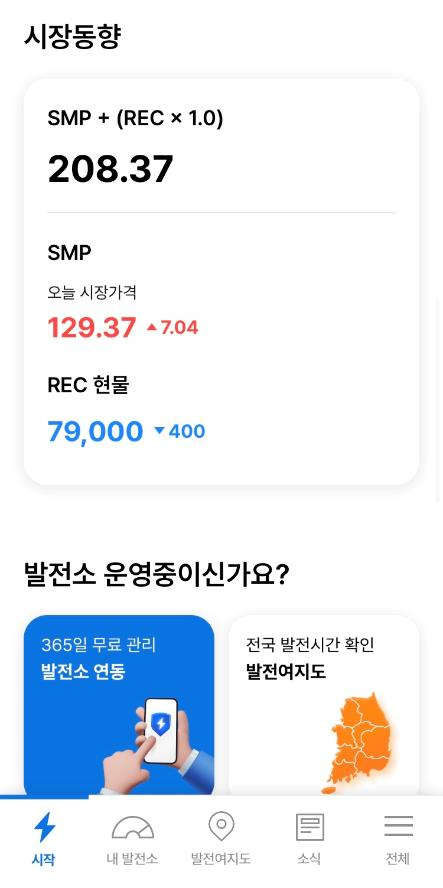 시장동향
SMP + (REC × 1.0)
208.37
SMP
오늘 시장가격
129.37 ▲ 7.04
REC 현물
79,000 ▼ 400
발전소 운영중이신가요?
365일 무료 관리
발전소 연동
전국 발전시간 확인
발전여지도
시작
내 발전소
발전여지도
소식
전체